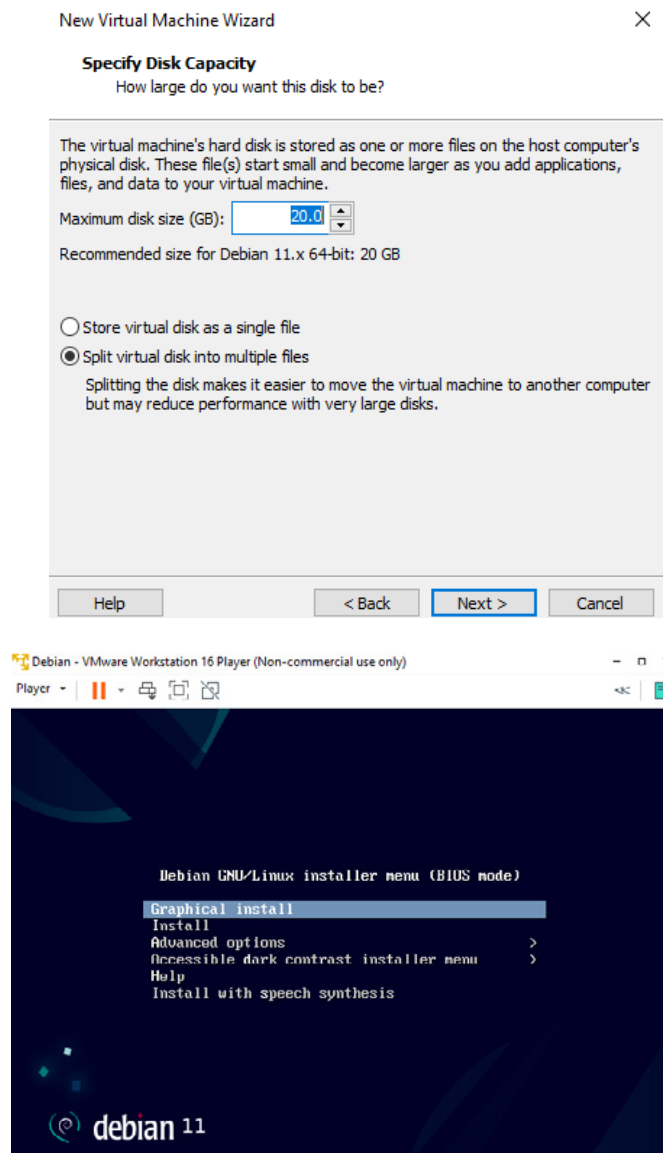 New Virtual Machine Wizard
Specify Disk Capacity
How large do you want this disk to be?
The virtual machine's hard disk is stored as one or more files on the host computer's
physical disk. These file(s) start small and become larger as you add applications,
files, and data to your virtual machine.
Maximum disk size (GB): 20.0
Recommended size for Debian 11.x 64-bit: 20 GB
Store virtual disk as a single file
Split virtual disk into multiple files
Splitting the disk makes it easier to move the virtual machine to another computer
but may reduce performance with very large disks.
Help < Back Next > Cancel
Debian - VMware Workstation 16 Player (Non-commercial use only)
Player
Debian GNU/Linux installer menu (BIOS mode)
Graphical install
Install
Advanced options >
Accessible dark contrast installer menu >
Help
Install with speech synthesis
debian 11